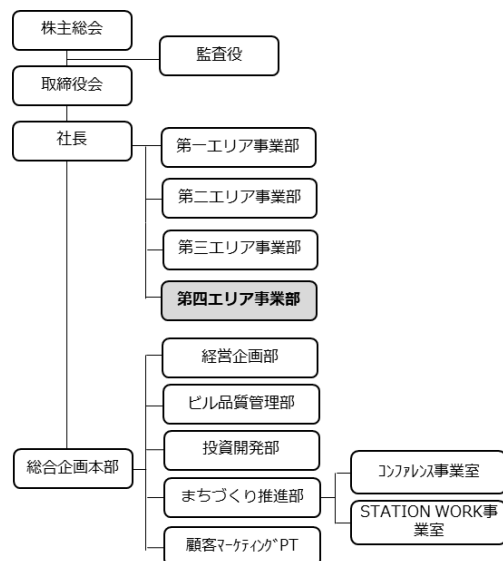 株主総会
監査役
取締役会
社長
第一エリア事業部
第二エリア事業部
第三エリア事業部
第四エリア事業部
経営企画部
ビル品質管理部
投資開発部
総合企画本部
まちづくり推進部
ｺﾝﾌｧﾚﾝｽ事業室
STATION WORK事
業室
顧客ﾏｰｹﾃｨﾝｸﾞPT